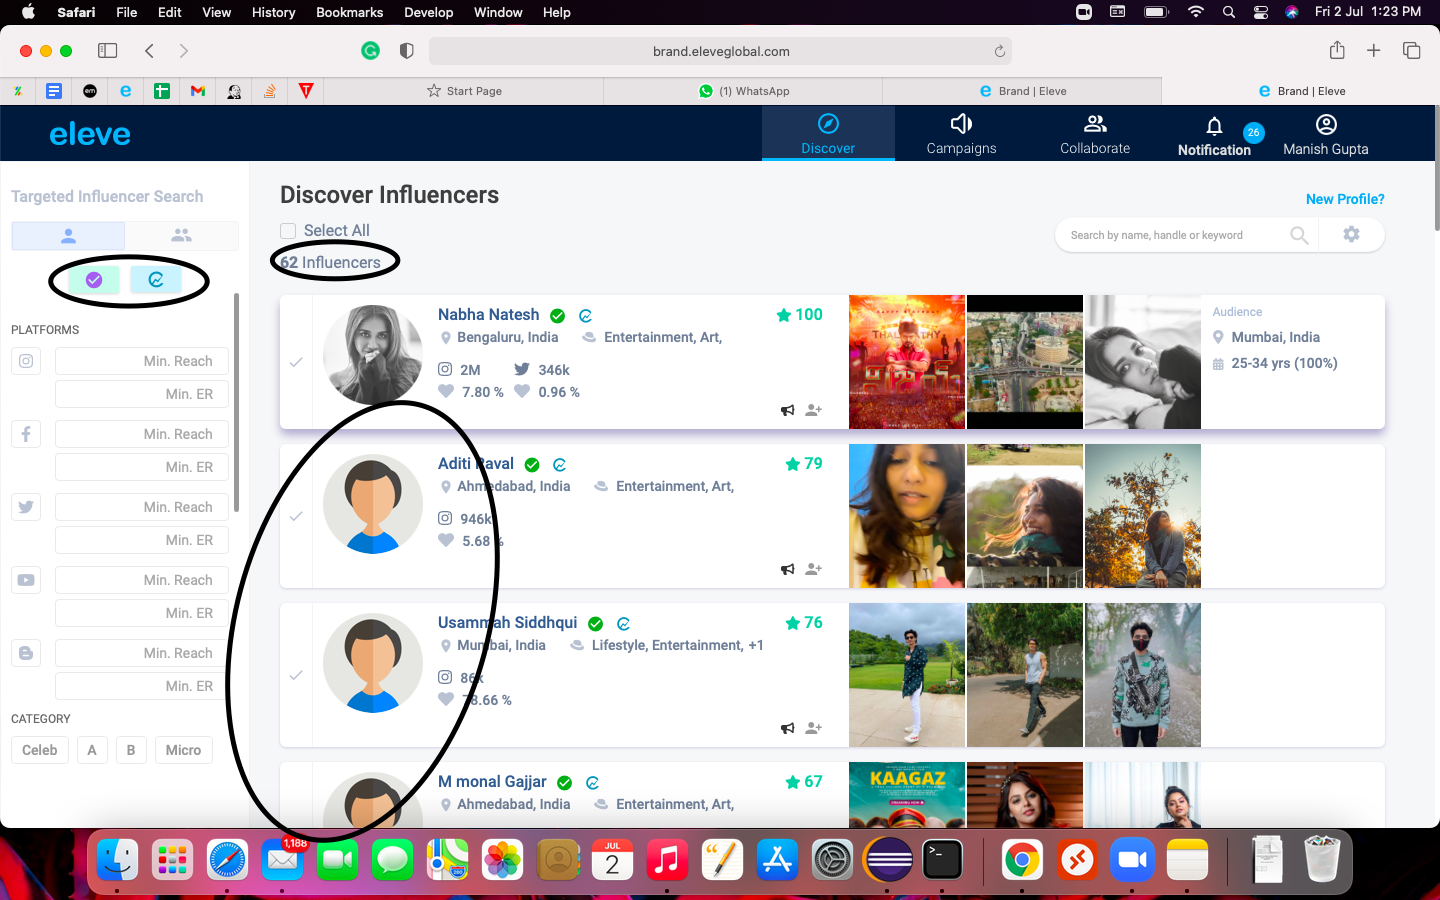 Safari File Edit View History Bookmarks Develop Window Help Fri 2 Jul 1:23 PM
brand.eleveglobal.com
em Start Page (1) WhatsApp Brand | Eleve Brand | Eleve
eleve
Discover Campaigns Collaborate Notification 26 Manish Gupta
Targeted Influencer Search
PLATFORMS
Min. Reach
Min. ER
Min. Reach
Min. ER
Min. Reach
Min. ER
Min. Reach
Min. ER
Min. Reach
Min. ER
CATEGORY
Celeb A B Micro
Discover Influencers
New Profile?
Select All
Search by name, handle or keyword
62 Influencers
Nabha Natesh 100
Bengaluru, India Entertainment, Art,
2M 346k
7.80 % 0.96 %
Audience
Mumbai, India
25-34 yrs (100%)
Aditi Raval 79
Ahmedabad, India Entertainment, Art,
946k
5.68 %
Usammah Siddhqui 76
Mumbai, India Lifestyle, Entertainment, +1
86k
78.66 %
M monal Gajjar 67
Ahmedabad, India Entertainment, Art,
KAAGAZ
1,188
JUL
2